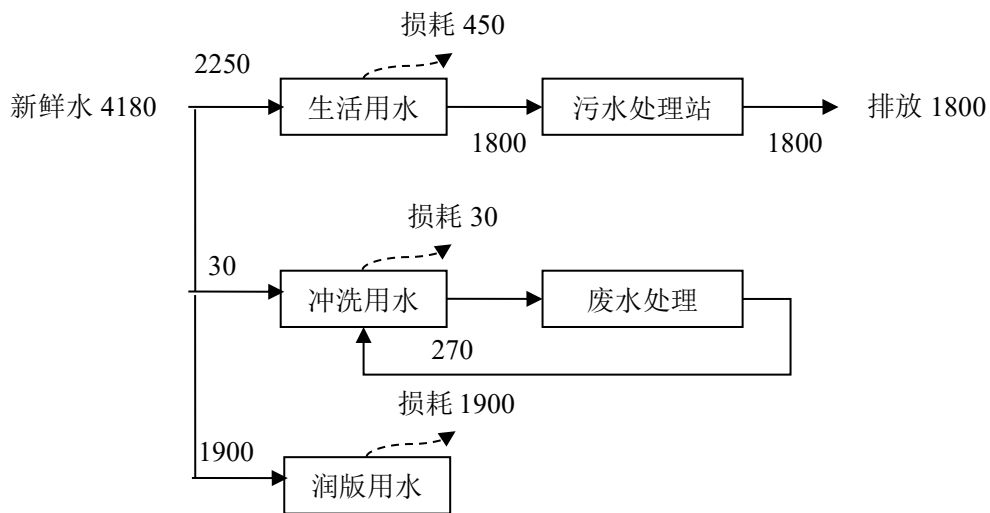 损耗 450
2250
新鲜水 4180
生活用水
污水处理站
排放 1800
1800
1800
损耗 30
30
冲洗用水
废水处理
270
损耗 1900
1900
润版用水